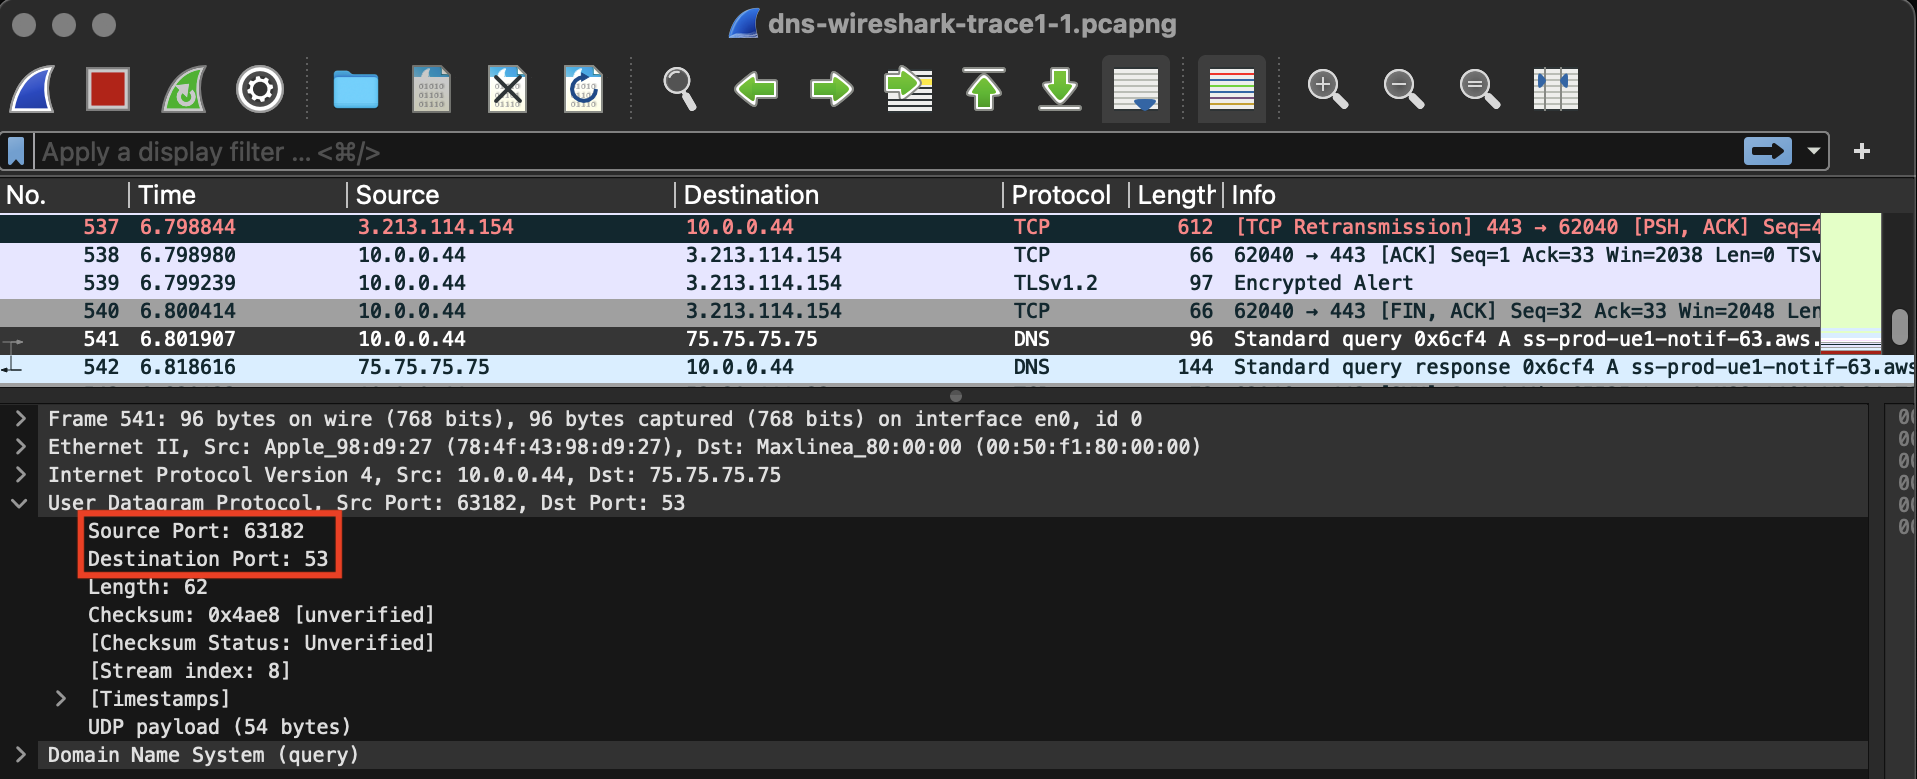 dns-wireshark-trace1-1.pcapng
Apply a display filter ... <⌘/>
No. Time Source Destination Protocol Length Info
537 6.798844 3.213.114.154 10.0.0.44 TCP 612 [TCP Retransmission] 443 → 62040 [PSH, ACK] Seq=4
538 6.798980 10.0.0.44 3.213.114.154 TCP 66 62040 → 443 [ACK] Seq=1 Ack=33 Win=2038 Len=0 TSv
539 6.799239 10.0.0.44 3.213.114.154 TLSv1.2 97 Encrypted Alert
540 6.800414 10.0.0.44 3.213.114.154 TCP 66 62040 → 443 [FIN, ACK] Seq=32 Ack=33 Win=2048 Len
541 6.801907 10.0.0.44 75.75.75.75 DNS 96 Standard query 0x6cf4 A ss-prod-ue1-notif-63.aws.
542 6.818616 75.75.75.75 10.0.0.44 DNS 144 Standard query response 0x6cf4 A ss-prod-ue1-notif-63.aws
Frame 541: 96 bytes on wire (768 bits), 96 bytes captured (768 bits) on interface en0, id 0
Ethernet II, Src: Apple_98:d9:27 (78:4f:43:98:d9:27), Dst: Maxlinea_80:00:00 (00:50:f1:80:00:00)
Internet Protocol Version 4, Src: 10.0.0.44, Dst: 75.75.75.75
User Datagram Protocol, Src Port: 63182, Dst Port: 53
Source Port: 63182
Destination Port: 53
Length: 62
Checksum: 0x4ae8 [unverified]
[Checksum Status: Unverified]
[Stream index: 8]
[Timestamps]
UDP payload (54 bytes)
Domain Name System (query)